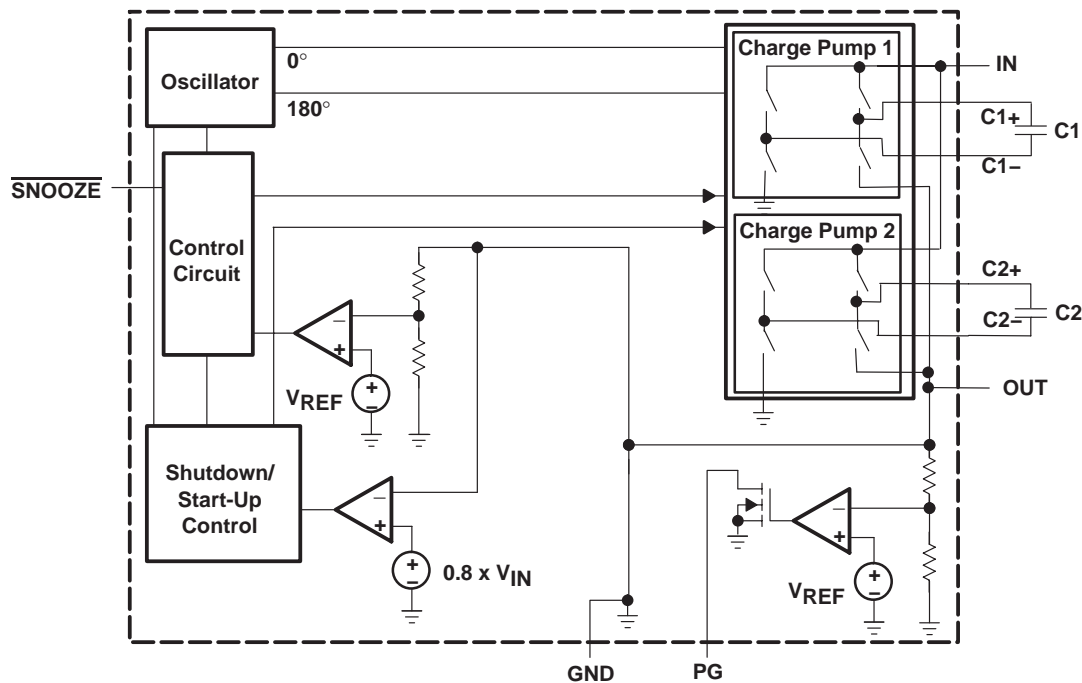 Oscillator
0°
180°
Charge Pump 1
IN
C1+
C1
C1−
SNOOZE
Control
Circuit
Charge Pump 2
C2+
C2
C2−
OUT
−
+
VREF
+
−
Shutdown/
Start-Up
Control
−
+
0.8 x VIN
+
−
−
+
VREF
+
−
GND
PG